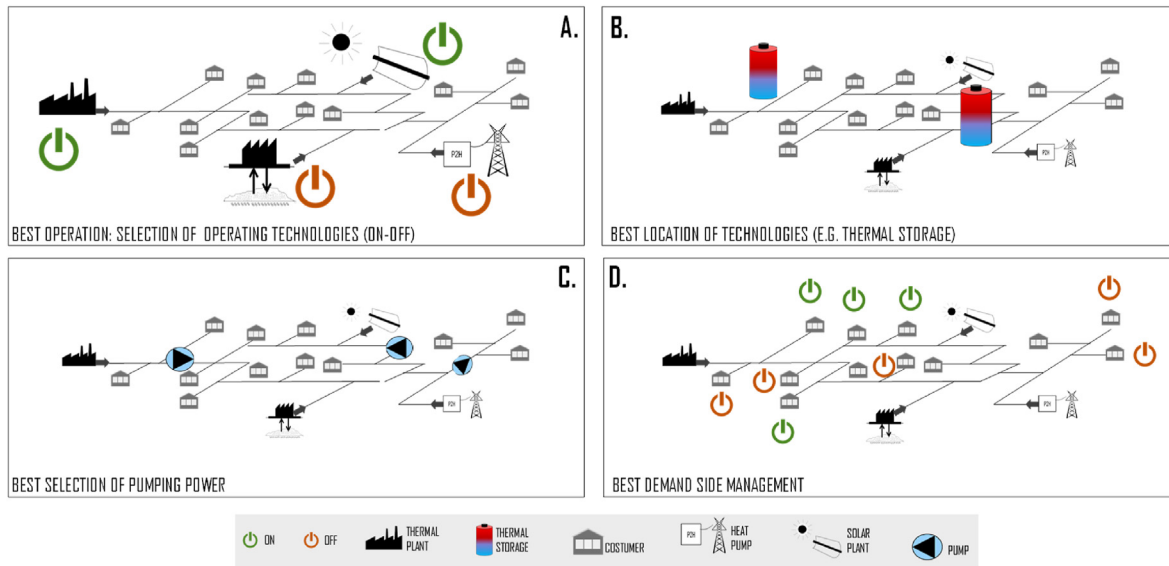 A.
P2H
BEST OPERATION: SELECTION OF OPERATING TECHNOLOGIES (ON-OFF)
B.
P2H
BEST LOCATION OF TECHNOLOGIES (E.G. THERMAL STORAGE)
C.
P2H
BEST SELECTION OF PUMPING POWER
D.
P2H
BEST DEMAND SIDE MANAGEMENT
ON
OFF
THERMAL
PLANT
THERMAL
STORAGE
COSTUMER
P2H
HEAT
PUMP
SOLAR
PLANT
PUMP